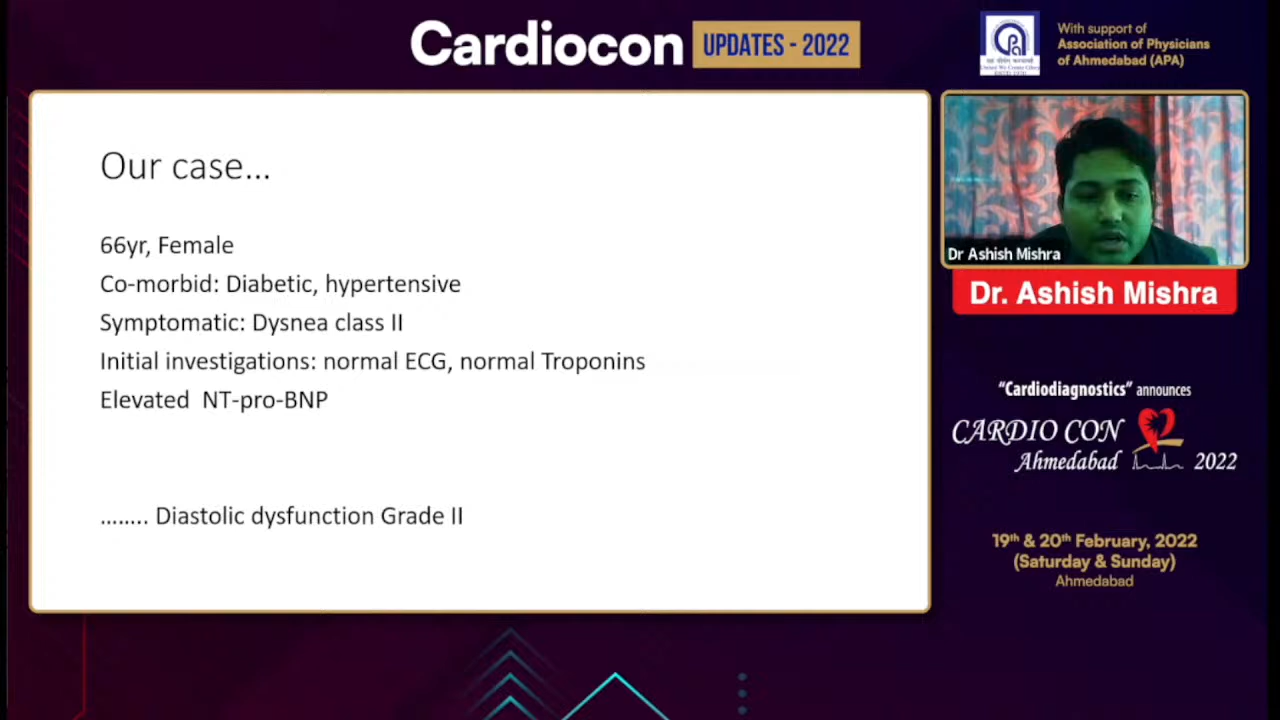 Cardiocon UPDATES - 2022
With support of
Association of Physicians
of Ahmedabad (APA)
Our case...
66yr, Female
Co-morbid: Diabetic, hypertensive
Symptomatic: Dysnea class II
Initial investigations: normal ECG, normal Troponins
Elevated NT-pro-BNP
........ Diastolic dysfunction Grade II
Dr Ashish Mishra
Dr. Ashish Mishra
“Cardiodiagnostics” announces
CARDIO CON
Ahmedabad 2022
19th & 20th February, 2022
(Saturday & Sunday)
Ahmedabad